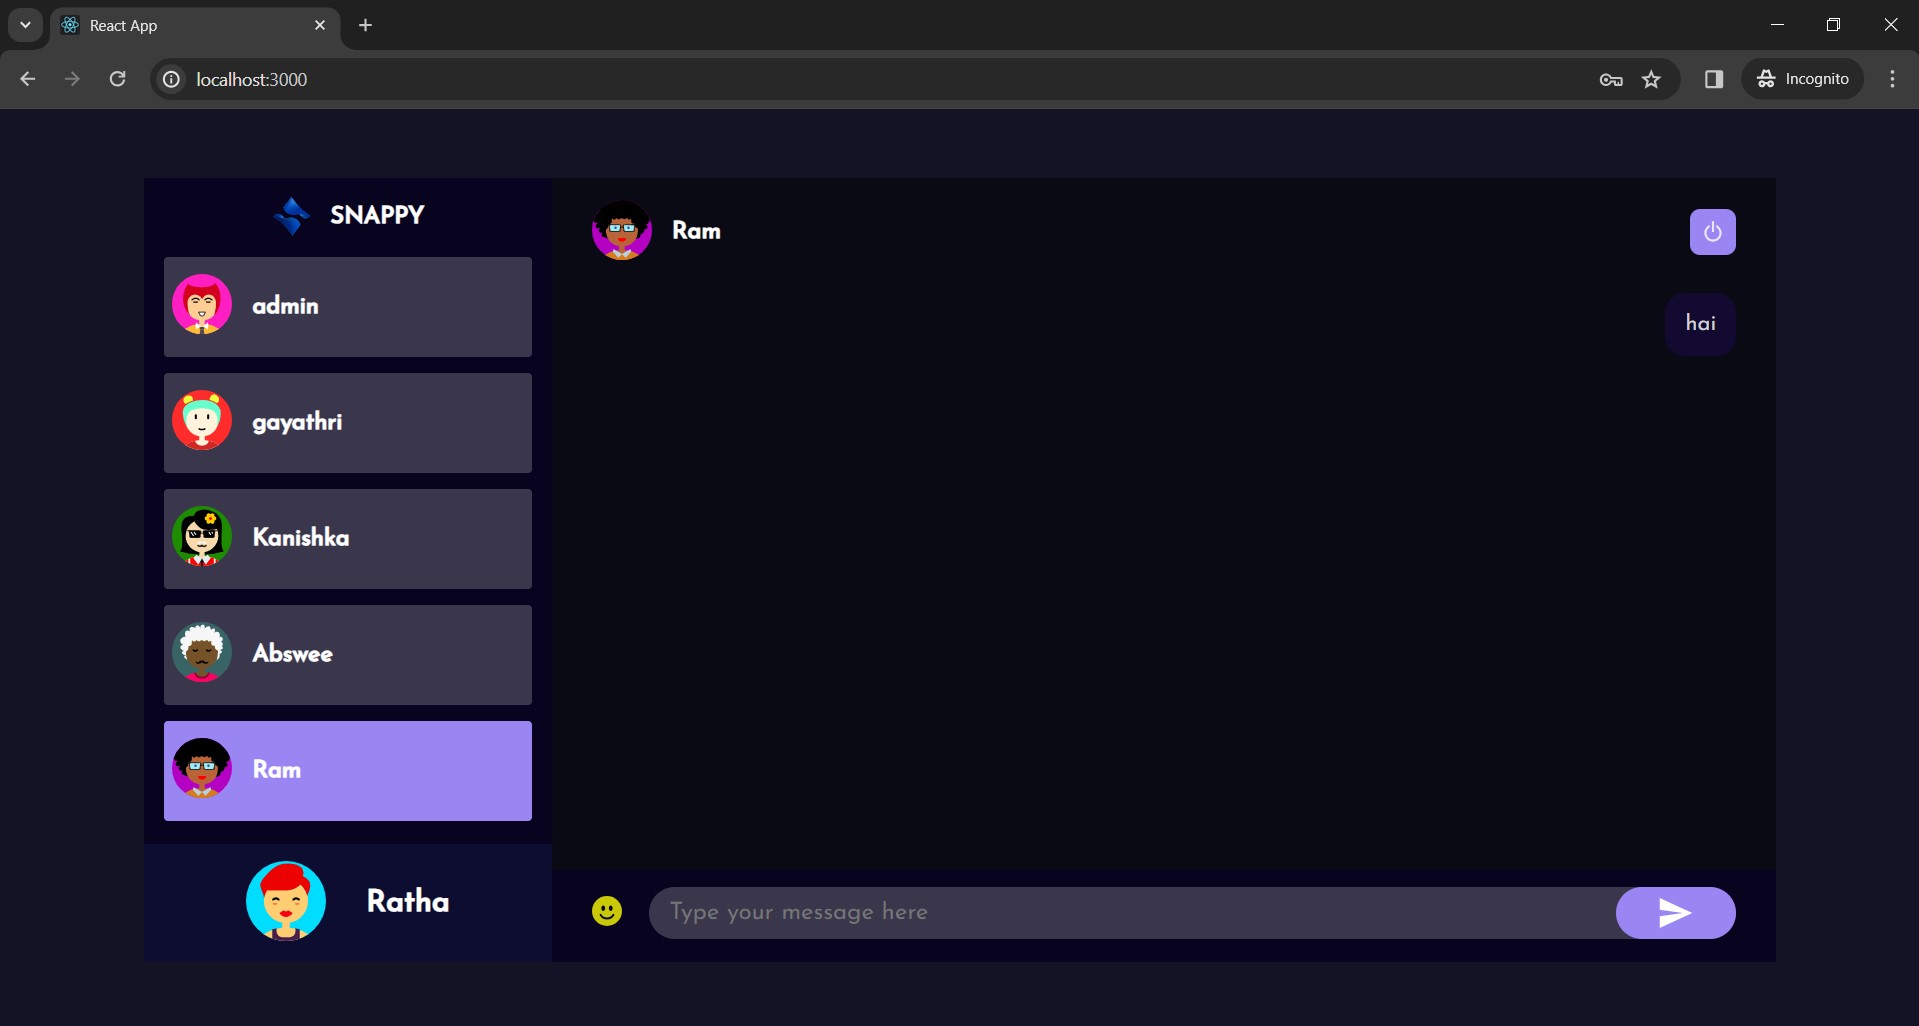 React App
localhost:3000
Incognito
SNAPPY
admin
gayathri
Kanishka
Abswee
Ram
Ratha
Ram
hai
Type your message here